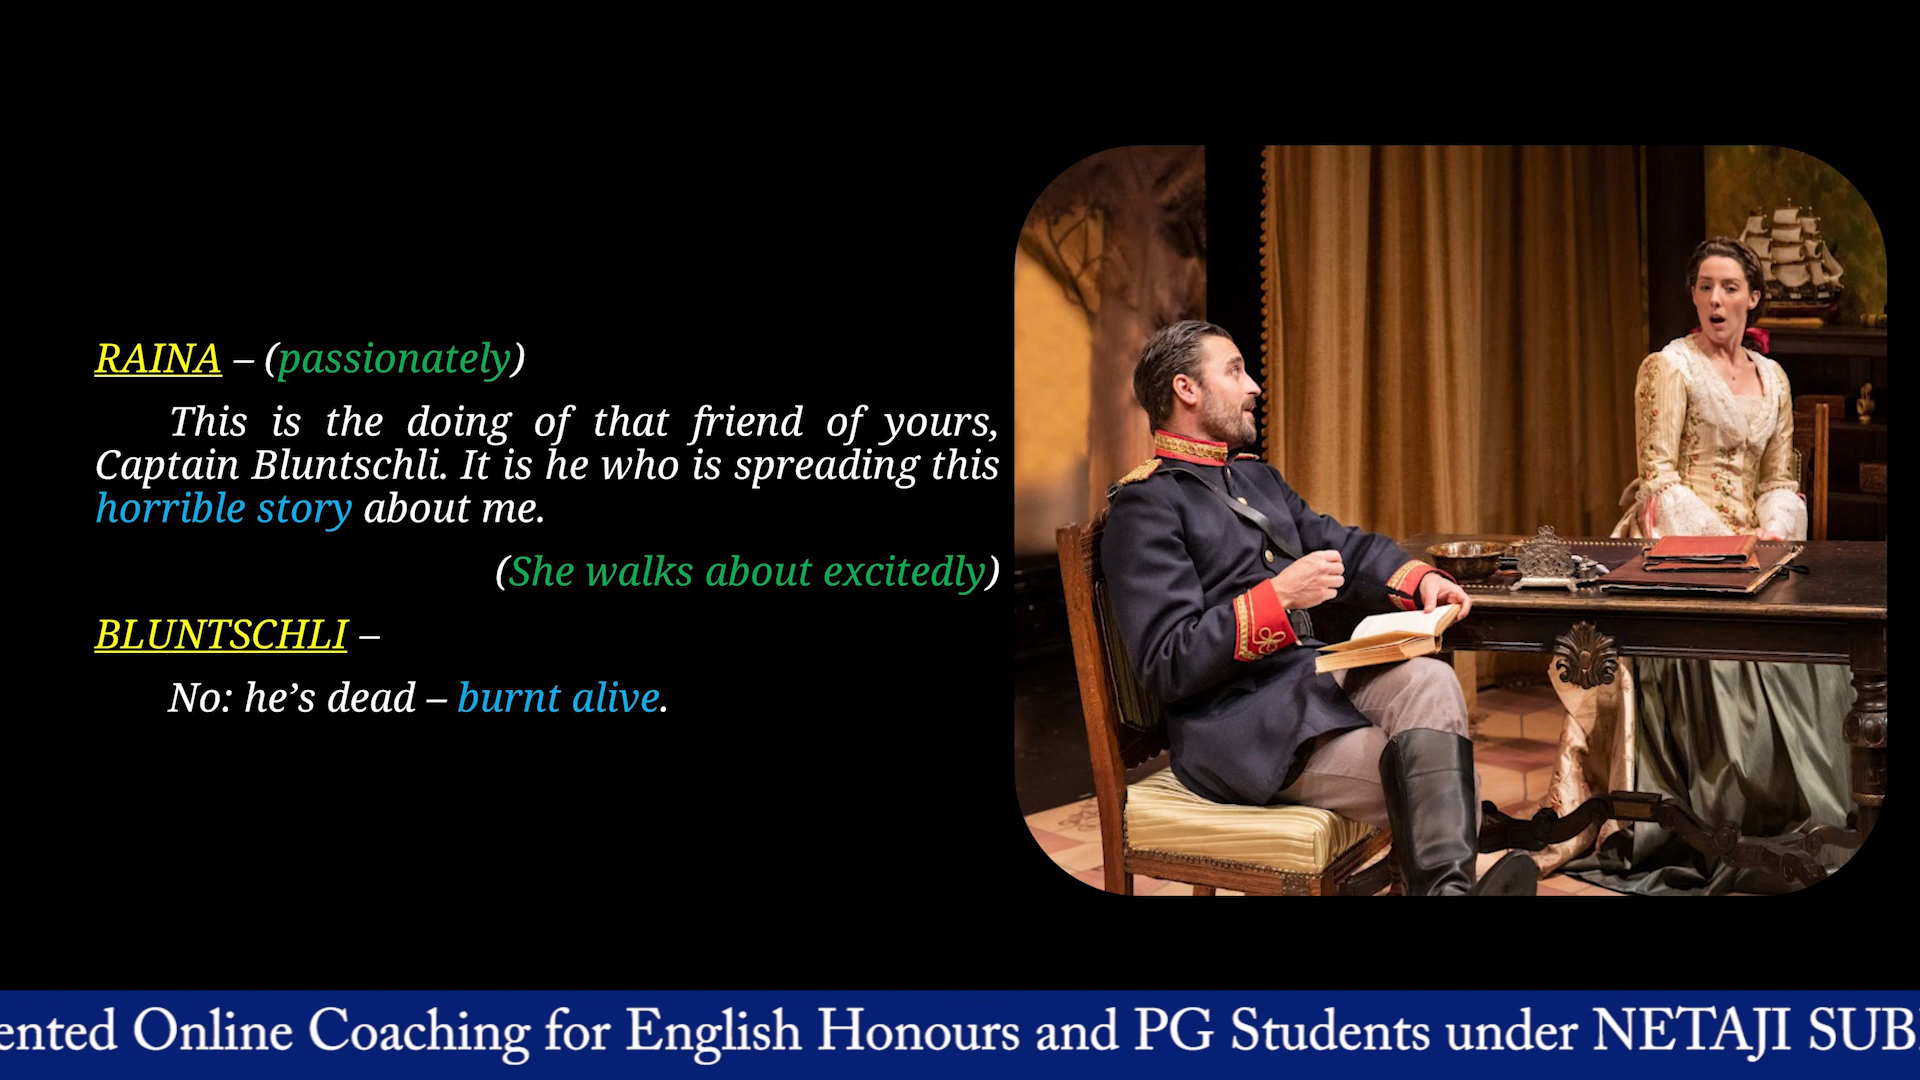 RAINA – (passionately)
This is the doing of that friend of yours,
Captain Bluntschli. It is he who is spreading this
horrible story about me.
(She walks about excitedly)
BLUNTSCHLI –
No: he’s dead – burnt alive.
ented Online Coaching for English Honours and PG Students under NETAJI SUB